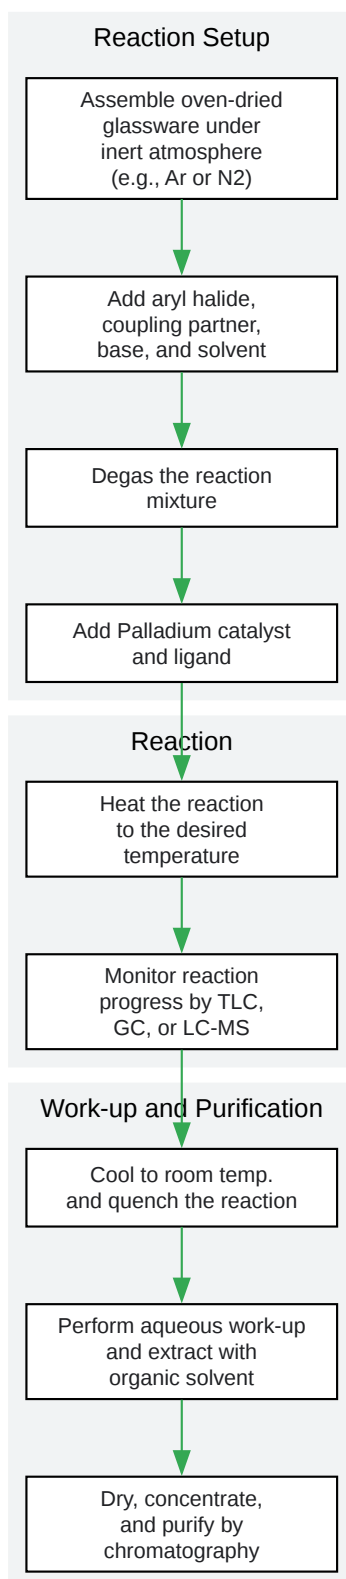 Reaction Setup
Assemble oven-dried
glassware under
inert atmosphere
(e.g., Ar or N2)
Add aryl halide,
coupling partner,
base, and solvent
Degas the reaction
mixture
Add Palladium catalyst
and ligand
Reaction
Heat the reaction
to the desired
temperature
Monitor reaction
progress by TLC,
GC, or LC-MS
Work-up and Purification
Cool to room temp.
and quench the reaction
Perform aqueous work-up
and extract with
organic solvent
Dry, concentrate,
and purify by
chromatography